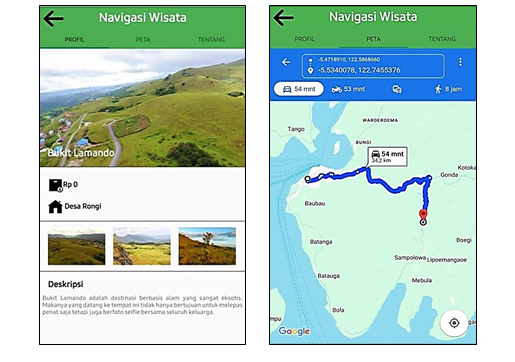 Navigasi Wisata
PROFIL PETA TENTANG
Bukit Lamando
Rp 0
Desa Rongi
Deskripsi
Bukit Lamando adalah destinasi berbasis alam yang sangat eksotis.
Makanya yang datang ke tempat ini tidak hanya bertujuan untuk melepas
penat saja tetapi juga berfoto selfie bersama seluruh keluarga.
Navigasi Wisata
PROFIL PETA TENTANG
-5.4718910, 122.5868660
-5.5340078, 122.7455376
54 mnt 53 mnt 8 jam
WARDERDEMA
Tango
BUNGI
54 mnt
34,2 km
Kotoka
Gonda
Baubau
Batanga
Boegi
Sampolowa Lipoemangaoe
Batauga
Mebula
Bola
mpu
Google